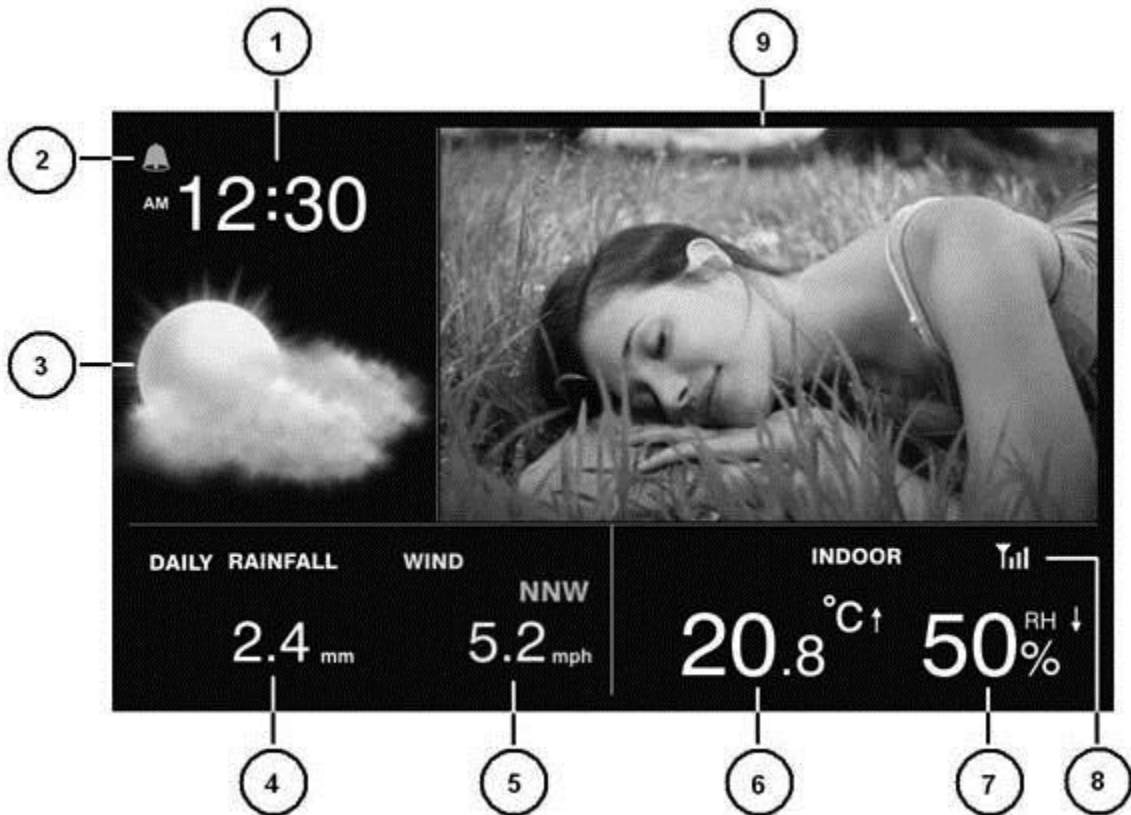 1
9
2
AM 12:30
3
DAILY RAINFALL
WIND
NNW
2.4 mm
5.2 mph
INDOOR
20.8 °C ↑
50 RH % ↓
4
5
6
7
8